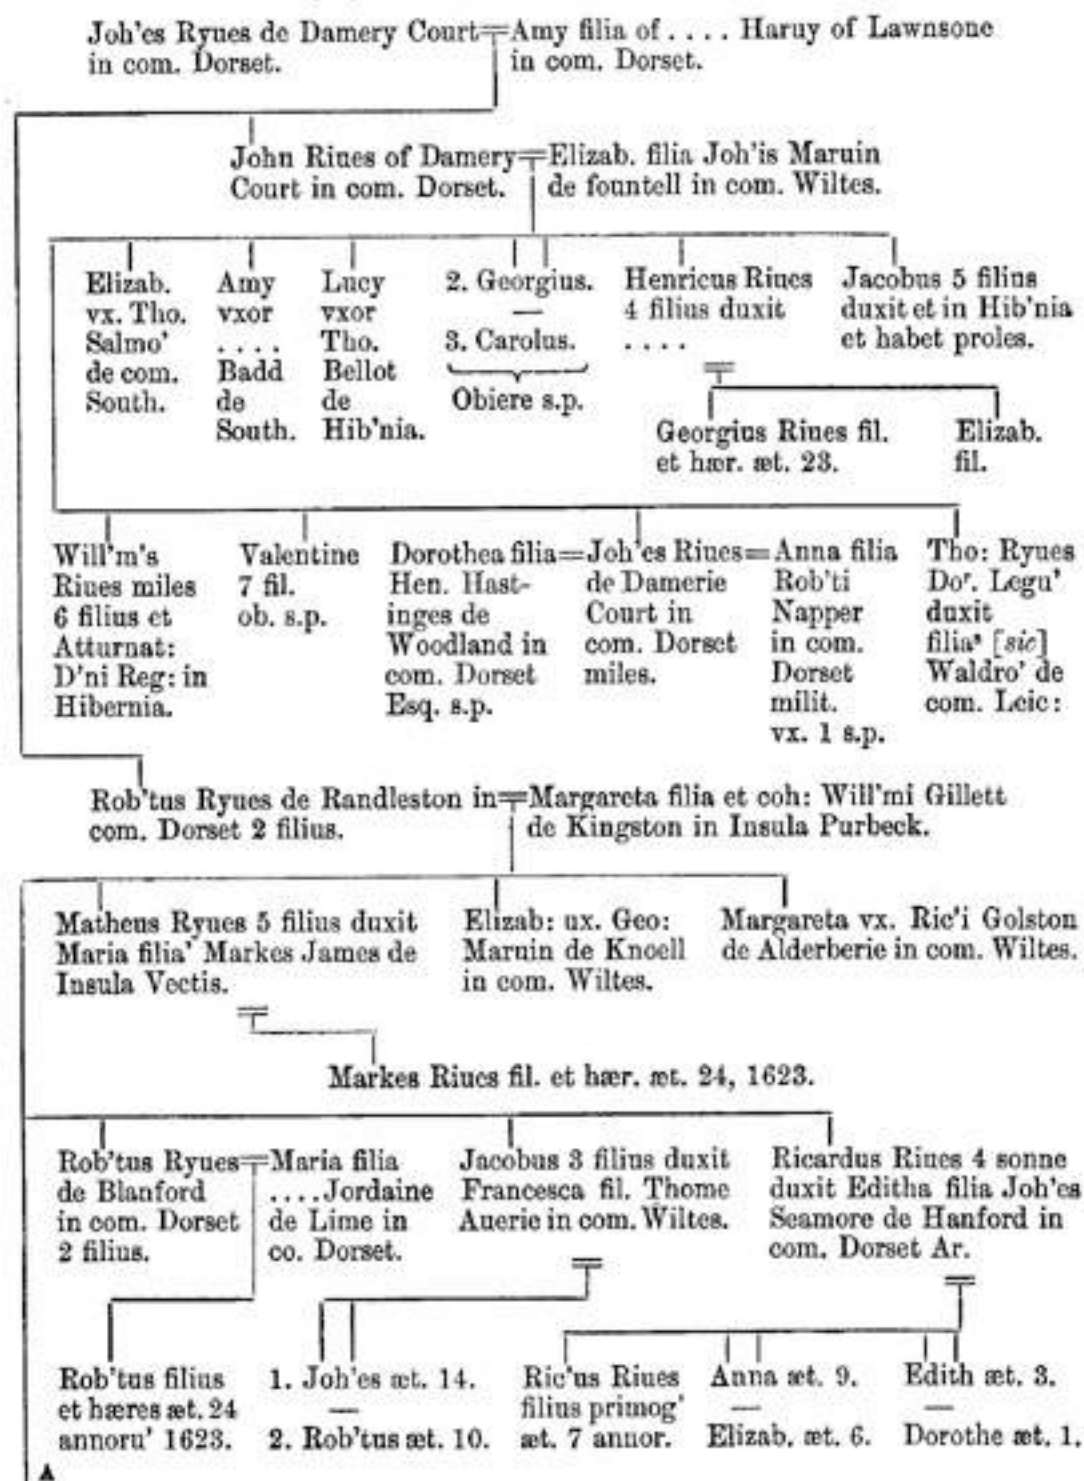 Joh'es Ryues de Damery Court
in com. Dorset.
Amy filia of .... Haruy of Lawnsone
in com. Dorset.
John Riues of Damery
Court in com. Dorset.
Elizab. filia Joh'is Maruin
de fountell in com. Wiltes.
Elizab.
vx. Tho.
Salmo'
de com.
South.
Amy
vxor
....
Badd
de
South.
Lucy
vxor
Tho.
Bellot
de
Hib'nia.
2. Georgius.
—
3. Carolus.
Obiere s.p.
Henricus Riues
4 filius duxit
....
Jacobus 5 filius
duxit et in Hib'nia
et habet proles.
Georgius Riues fil.
et hær. æt. 23.
Elizab.
fil.
Will'm's
Riues miles
6 filius et
Atturnat:
D'ni Reg: in
Hibernia.
Valentine
7 fil.
ob. s.p.
Dorothea filia
Hen. Hast-
inges de
Woodland in
com. Dorset
Esq. s.p.
Joh'es Riues
de Damerie
Court in
com. Dorset
miles.
Anna filia
Rob'ti
Napper
in com.
Dorset
milit.
vx. 1 s.p.
Tho: Ryues
Doʳ. Legu'
duxit
filiaˢ [sic]
Waldro' de
com. Leic:
Rob'tus Ryues de Randleston in
com. Dorset 2 filius.
Margareta filia et coh: Will'mi Gillett
de Kingston in Insula Purbeck.
Matheus Ryues 5 filius duxit
Maria filia' Markes James de
Insula Vectis.
Elizab: ux. Geo:
Maruin de Knoell
in com. Wiltes.
Margareta vx. Ric'i Golston
de Alderberie in com. Wiltes.
Markes Riues fil. et hær. æt. 24, 1623.
Rob'tus Ryues
de Blanford
in com. Dorset
2 filius.
Maria filia
....Jordaine
de Lime in
co. Dorset.
Jacobus 3 filius duxit
Francesca fil. Thome
Auerie in com. Wiltes.
Ricardus Riues 4 sonne
duxit Editha filia Joh'es
Seamore de Hanford in
com. Dorset Ar.
Rob'tus filius
et hæres æt. 24
annoru' 1623.
1. Joh'es æt. 14.
—
2. Rob'tus æt. 10.
Ric'us Riues
filius primog'
æt. 7 annor.
Anna æt. 9.
—
Elizab. æt. 6.
Edith æt. 3.
—
Dorothe æt. 1.